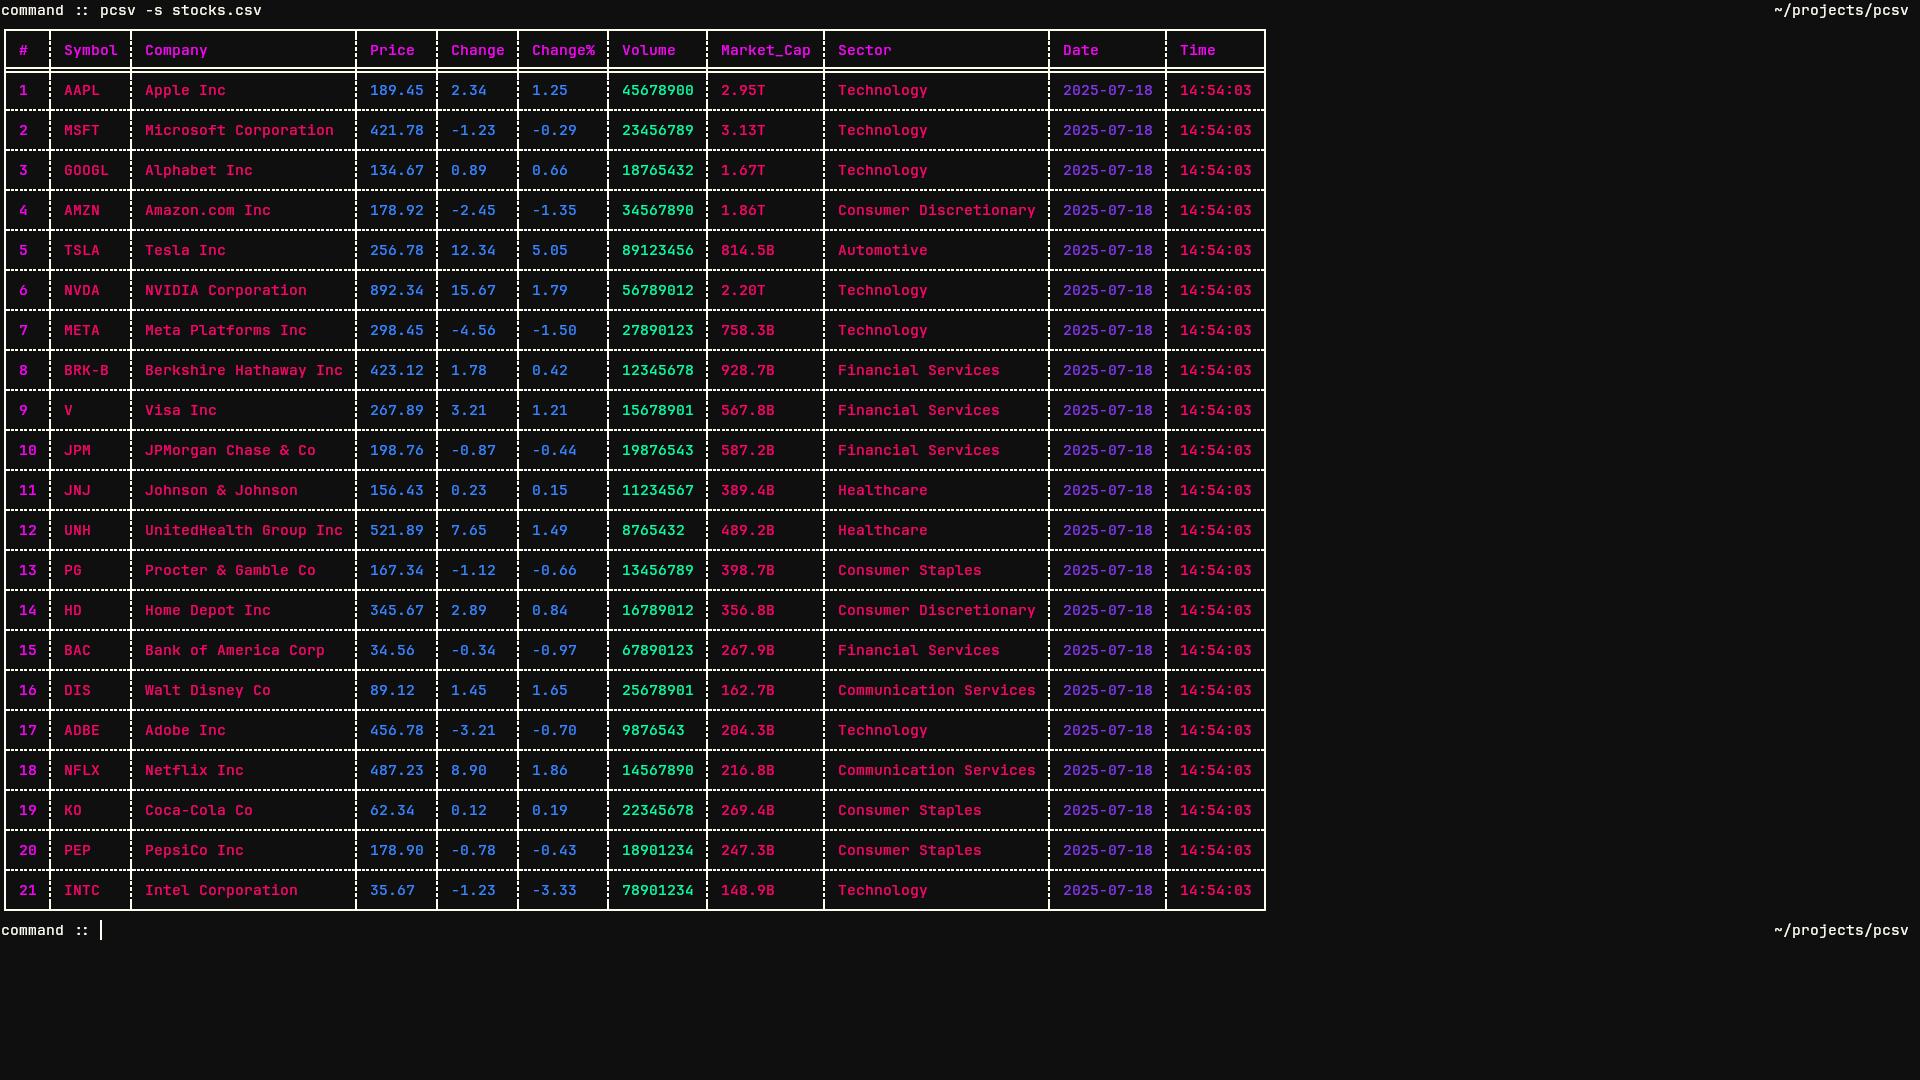 command :: pcsv -s stocks.csv ~/projects/pcsv
# Symbol Company Price Change Change% Volume Market_Cap Sector Date Time
1 AAPL Apple Inc 189.45 2.34 1.25 45678900 2.95T Technology 2025-07-18 14:54:03
2 MSFT Microsoft Corporation 421.78 -1.23 -0.29 23456789 3.13T Technology 2025-07-18 14:54:03
3 GOOGL Alphabet Inc 134.67 0.89 0.66 18765432 1.67T Technology 2025-07-18 14:54:03
4 AMZN Amazon.com Inc 178.92 -2.45 -1.35 34567890 1.86T Consumer Discretionary 2025-07-18 14:54:03
5 TSLA Tesla Inc 256.78 12.34 5.05 89123456 814.5B Automotive 2025-07-18 14:54:03
6 NVDA NVIDIA Corporation 892.34 15.67 1.79 56789012 2.20T Technology 2025-07-18 14:54:03
7 META Meta Platforms Inc 298.45 -4.56 -1.50 27890123 758.3B Technology 2025-07-18 14:54:03
8 BRK-B Berkshire Hathaway Inc 423.12 1.78 0.42 12345678 928.7B Financial Services 2025-07-18 14:54:03
9 V Visa Inc 267.89 3.21 1.21 15678901 567.8B Financial Services 2025-07-18 14:54:03
10 JPM JPMorgan Chase & Co 198.76 -0.87 -0.44 19876543 587.2B Financial Services 2025-07-18 14:54:03
11 JNJ Johnson & Johnson 156.43 0.23 0.15 11234567 389.4B Healthcare 2025-07-18 14:54:03
12 UNH UnitedHealth Group Inc 521.89 7.65 1.49 8765432 489.2B Healthcare 2025-07-18 14:54:03
13 PG Procter & Gamble Co 167.34 -1.12 -0.66 13456789 398.7B Consumer Staples 2025-07-18 14:54:03
14 HD Home Depot Inc 345.67 2.89 0.84 16789012 356.8B Consumer Discretionary 2025-07-18 14:54:03
15 BAC Bank of America Corp 34.56 -0.34 -0.97 67890123 267.9B Financial Services 2025-07-18 14:54:03
16 DIS Walt Disney Co 89.12 1.45 1.65 25678901 162.7B Communication Services 2025-07-18 14:54:03
17 ADBE Adobe Inc 456.78 -3.21 -0.70 9876543 204.3B Technology 2025-07-18 14:54:03
18 NFLX Netflix Inc 487.23 8.90 1.86 14567890 216.8B Communication Services 2025-07-18 14:54:03
19 KO Coca-Cola Co 62.34 0.12 0.19 22345678 269.4B Consumer Staples 2025-07-18 14:54:03
20 PEP PepsiCo Inc 178.90 -0.78 -0.43 18901234 247.3B Consumer Staples 2025-07-18 14:54:03
21 INTC Intel Corporation 35.67 -1.23 -3.33 78901234 148.9B Technology 2025-07-18 14:54:03
command :: ~/projects/pcsv